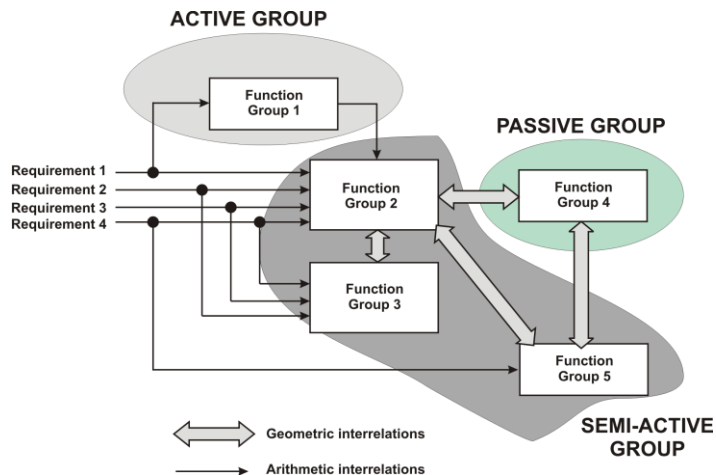 ACTIVE GROUP
Function
Group 1
PASSIVE GROUP
Requirement 1
Requirement 2
Requirement 3
Requirement 4
Function
Group 2
Function
Group 4
Function
Group 3
Function
Group 5
SEMI-ACTIVE
GROUP
Geometric interrelations
Arithmetic interrelations